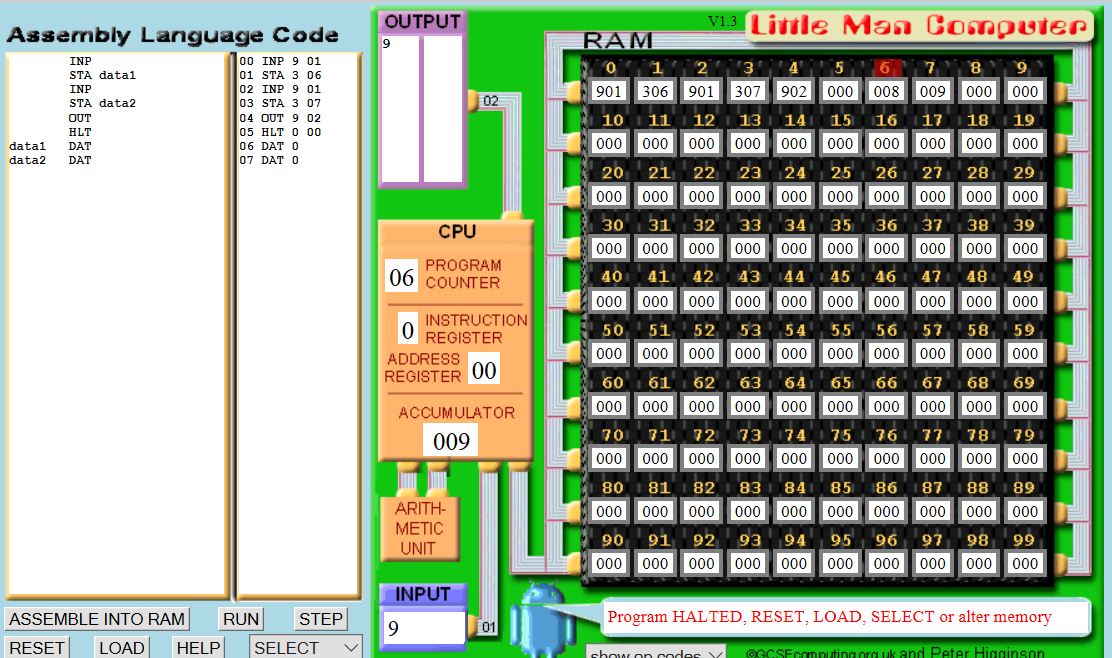 Assembly Language Code
INP
STA data1
INP
STA data2
OUT
HLT
data1 DAT
data2 DAT
00 INP 9 01
01 STA 3 06
02 INP 9 01
03 STA 3 07
04 OUT 9 02
05 HLT 0 00
06 DAT 0
07 DAT 0
ASSEMBLE INTO RAM RUN STEP
RESET LOAD HELP SELECT
OUTPUT
9
02
CPU
06 PROGRAM
COUNTER
0 INSTRUCTION
REGISTER
ADDRESS
REGISTER 00
ACCUMULATOR
009
ARITH-
METIC
UNIT
INPUT
9
01
V1.3 Little Man Computer
RAM
0 1 2 3 4 5 6 7 8 9
901 306 901 307 902 000 008 009 000 000
10 11 12 13 14 15 16 17 18 19
000 000 000 000 000 000 000 000 000 000
20 21 22 23 24 25 26 27 28 29
000 000 000 000 000 000 000 000 000 000
30 31 32 33 34 35 36 37 38 39
000 000 000 000 000 000 000 000 000 000
40 41 42 43 44 45 46 47 48 49
000 000 000 000 000 000 000 000 000 000
50 51 52 53 54 55 56 57 58 59
000 000 000 000 000 000 000 000 000 000
60 61 62 63 64 65 66 67 68 69
000 000 000 000 000 000 000 000 000 000
70 71 72 73 74 75 76 77 78 79
000 000 000 000 000 000 000 000 000 000
80 81 82 83 84 85 86 87 88 89
000 000 000 000 000 000 000 000 000 000
90 91 92 93 94 95 96 97 98 99
000 000 000 000 000 000 000 000 000 000
Program HALTED, RESET, LOAD, SELECT or alter memory
show op codes ©GCSEcomputing.org.uk and Peter Higginson